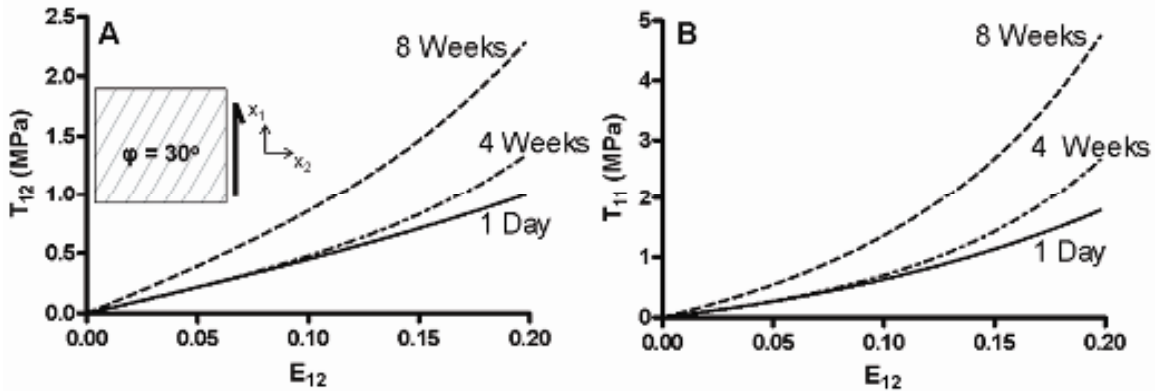 A
2.5
2.0
1.5
1.0
0.5
0.0
T₁₂ (MPa)
8 Weeks
4 Weeks
1 Day
φ = 30º
x₁
x₂
0.00 0.05 0.10 0.15 0.20
E₁₂
B
5
4
3
2
1
0
T₁₁ (MPa)
8 Weeks
4 Weeks
1 Day
0.00 0.05 0.10 0.15 0.20
E₁₂